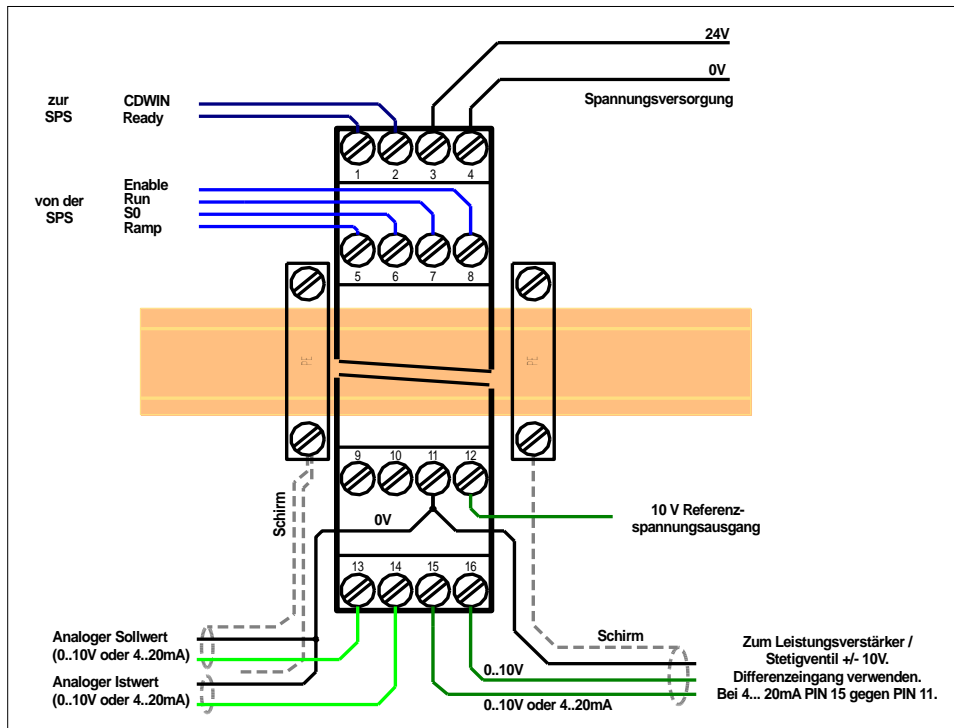 24V
0V
Spannungsversorgung
zur
SPS
CDWIN
Ready
1 2 3 4
von der
SPS
Enable
Run
S0
Ramp
5 6 7 8
PE
PE
9 10 11 12
Schirm
0V
10 V Referenz-
spannungsausgang
13 14 15 16
Analoger Sollwert
(0..10V oder 4..20mA)
Analoger Istwert
(0..10V oder 4..20mA)
Schirm
0..10V
0..10V oder 4..20mA
Zum Leistungsverstärker /
Stetigventil +/- 10V.
Differenzeingang verwenden.
Bei 4... 20mA PIN 15 gegen PIN 11.